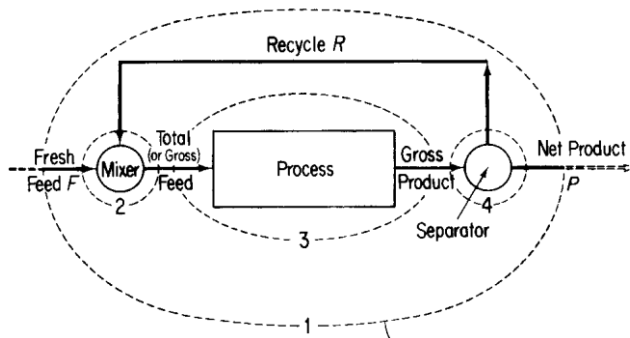 Recycle R
Total
(or Gross)
Feed
Fresh
Feed F
Mixer
2
Process
Gross
Product
Net Product
P
4
Separator
3
1